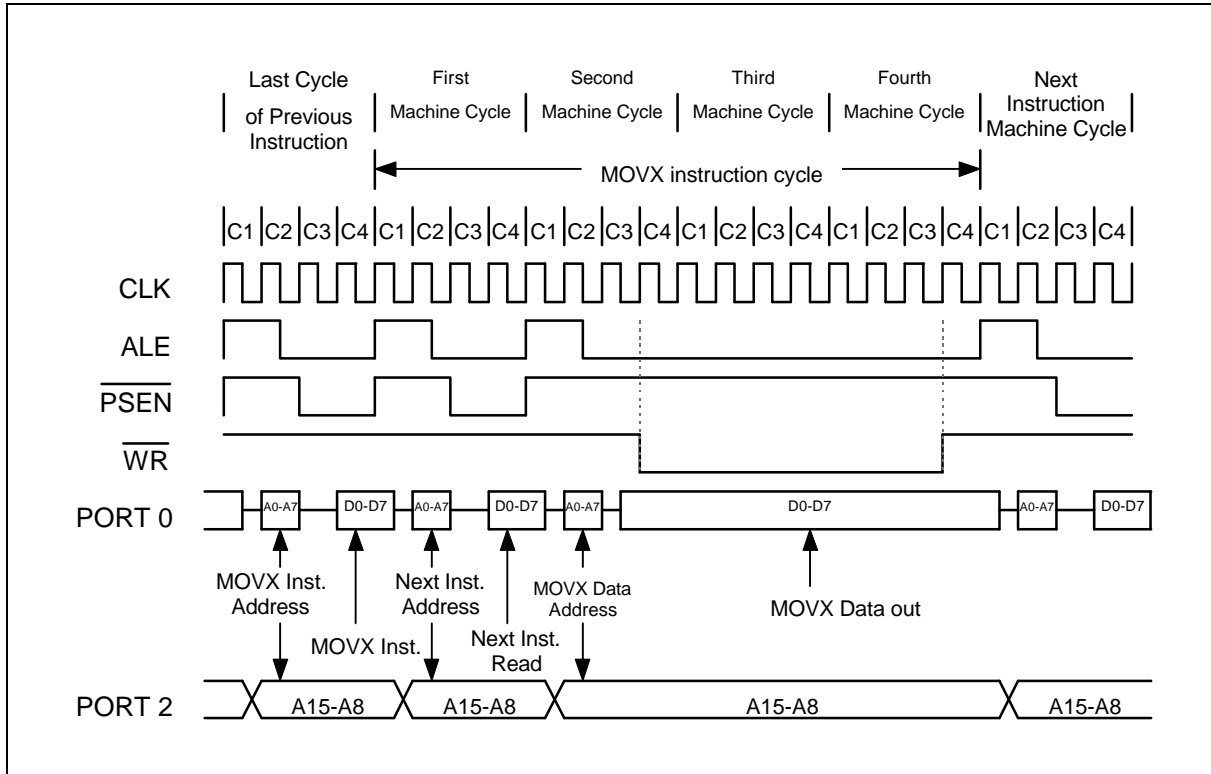 Last Cycle
of Previous
Instruction
First
Machine Cycle
Second
Machine Cycle
Third
Machine Cycle
Fourth
Machine Cycle
Next
Instruction
Machine Cycle
MOVX instruction cycle
C1 C2 C3 C4 C1 C2 C3 C4 C1 C2 C3 C4 C1 C2 C3 C4 C1 C2 C3 C4 C1 C2 C3 C4
CLK
ALE
PSEN
WR
PORT 0
A0-A7 D0-D7 A0-A7 D0-D7 A0-A7 D0-D7 A0-A7 D0-D7
MOVX Inst.
Address
MOVX Inst.
Next Inst.
Address
Next Inst.
Read
MOVX Data
Address
MOVX Data out
PORT 2
A15-A8 A15-A8 A15-A8 A15-A8